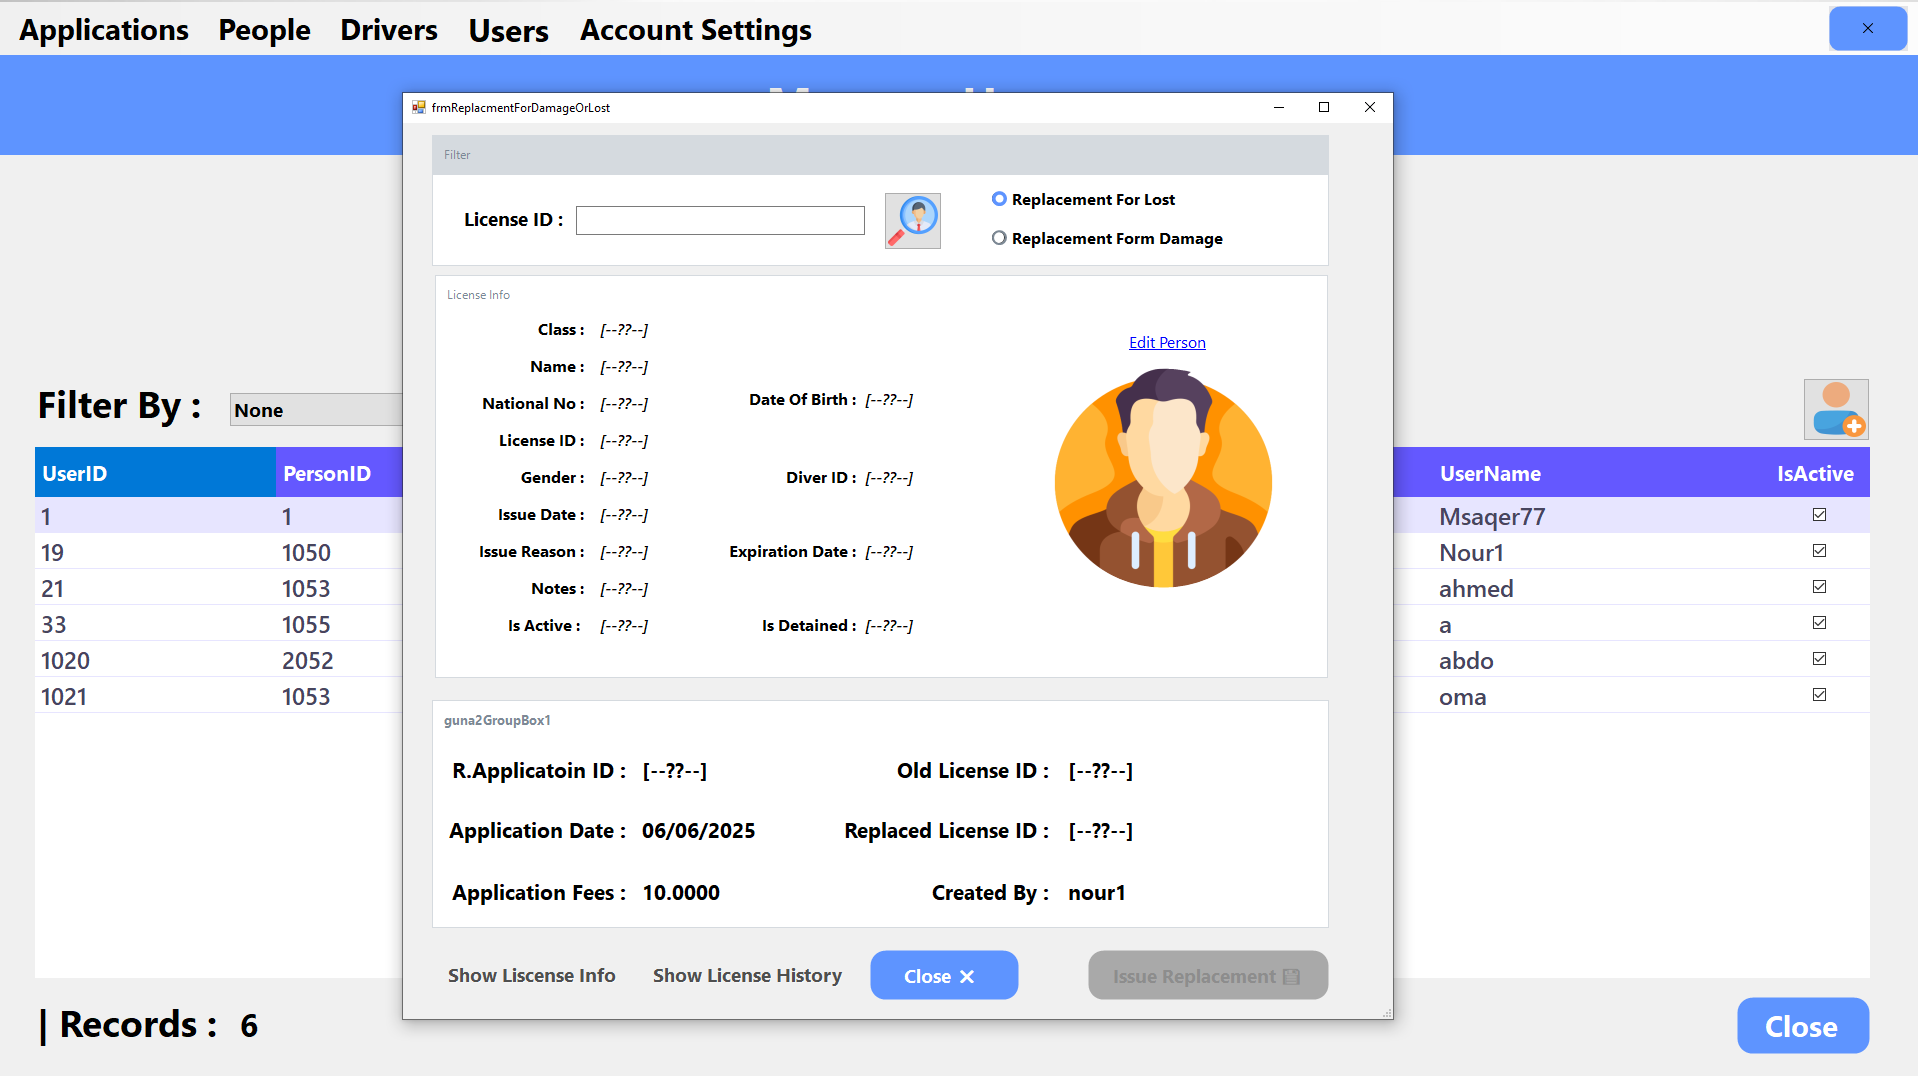 Applications People Drivers Users Account Settings
frmReplacmentForDamageOrLost
Filter
License ID :
Replacement For Lost
Replacement Form Damage
License Info
Class : [--??--]
Edit Person
Name : [--??--]
National No : [--??--] Date Of Birth : [--??--]
License ID : [--??--]
Gender : [--??--] Diver ID : [--??--]
Issue Date : [--??--]
Issue Reason : [--??--] Expiration Date : [--??--]
Notes : [--??--]
Is Active : [--??--] Is Detained : [--??--]
guna2GroupBox1
R.Applicatoin ID : [--??--] Old License ID : [--??--]
Application Date : 06/06/2025 Replaced License ID : [--??--]
Application Fees : 10.0000 Created By : nour1
Show Liscense Info Show License History Close Issue Replacement
Filter By : None
UserID PersonID UserName IsActive
1 1 Msaqer77
19 1050 Nour1
21 1053 ahmed
33 1055 a
1020 2052 abdo
1021 1053 oma
| Records : 6
Close